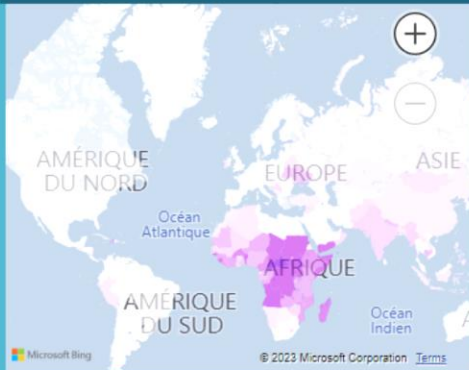 AMÉRIQUE
DU NORD
EUROPE
ASIE
Océan
Atlantique
AFRIQUE
AMÉRIQUE
DU SUD
Océan
Indien
A
Microsoft Bing
© 2023 Microsoft Corporation Terms